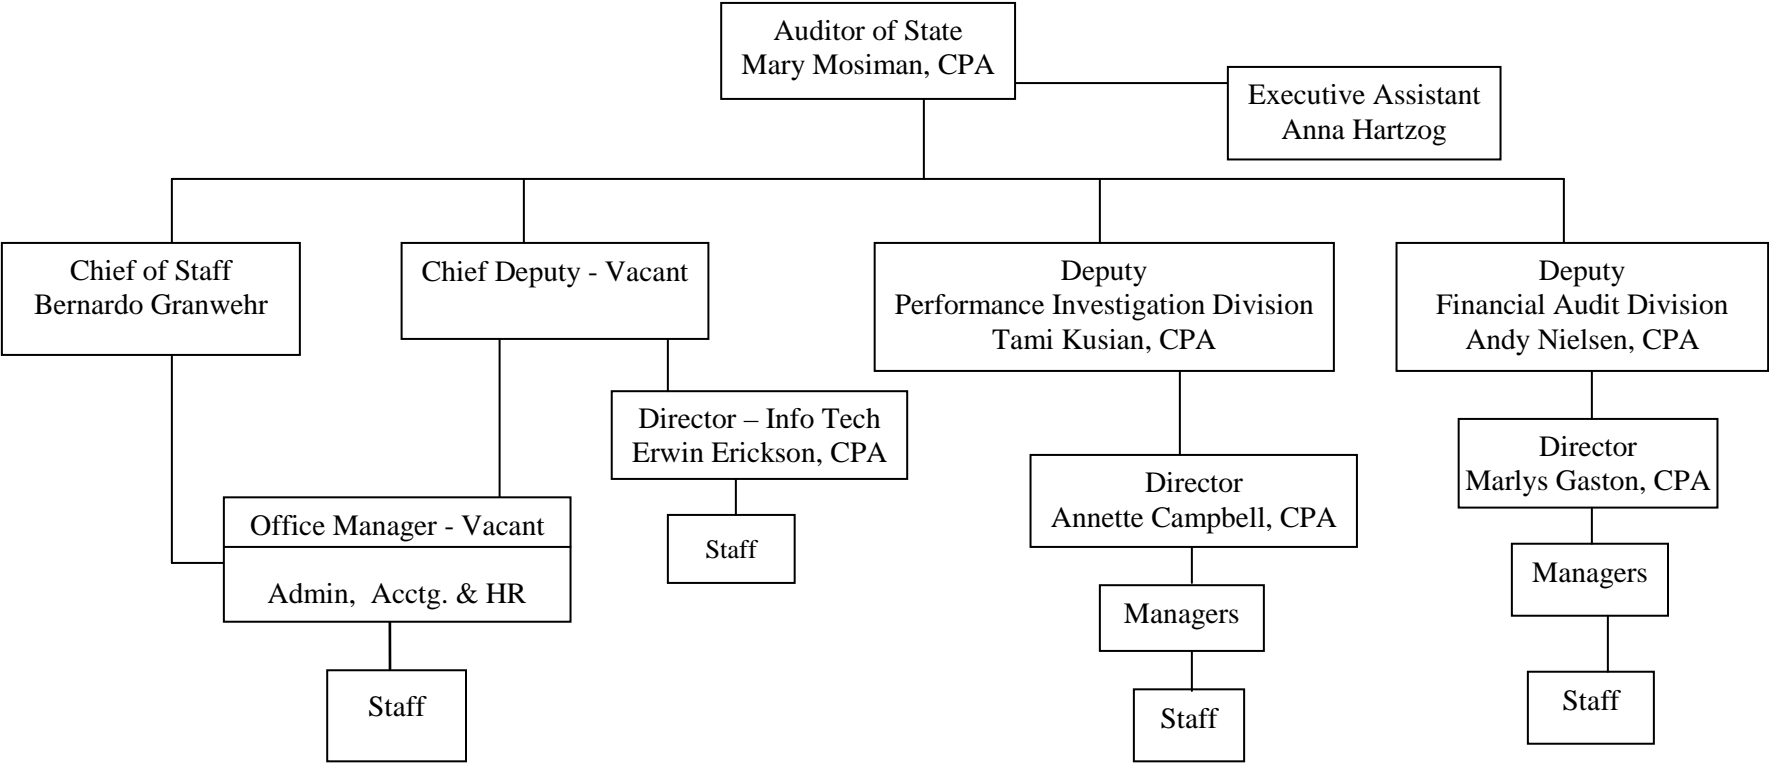 Auditor of State
Mary Mosiman, CPA
Executive Assistant
Anna Hartzog
Chief of Staff
Bernardo Granwehr
Chief Deputy - Vacant
Deputy
Performance Investigation Division
Tami Kusian, CPA
Deputy
Financial Audit Division
Andy Nielsen, CPA
Director – Info Tech
Erwin Erickson, CPA
Director
Marlys Gaston, CPA
Director
Annette Campbell, CPA
Office Manager - Vacant
Admin, Acctg. & HR
Staff
Managers
Managers
Staff
Staff
Staff